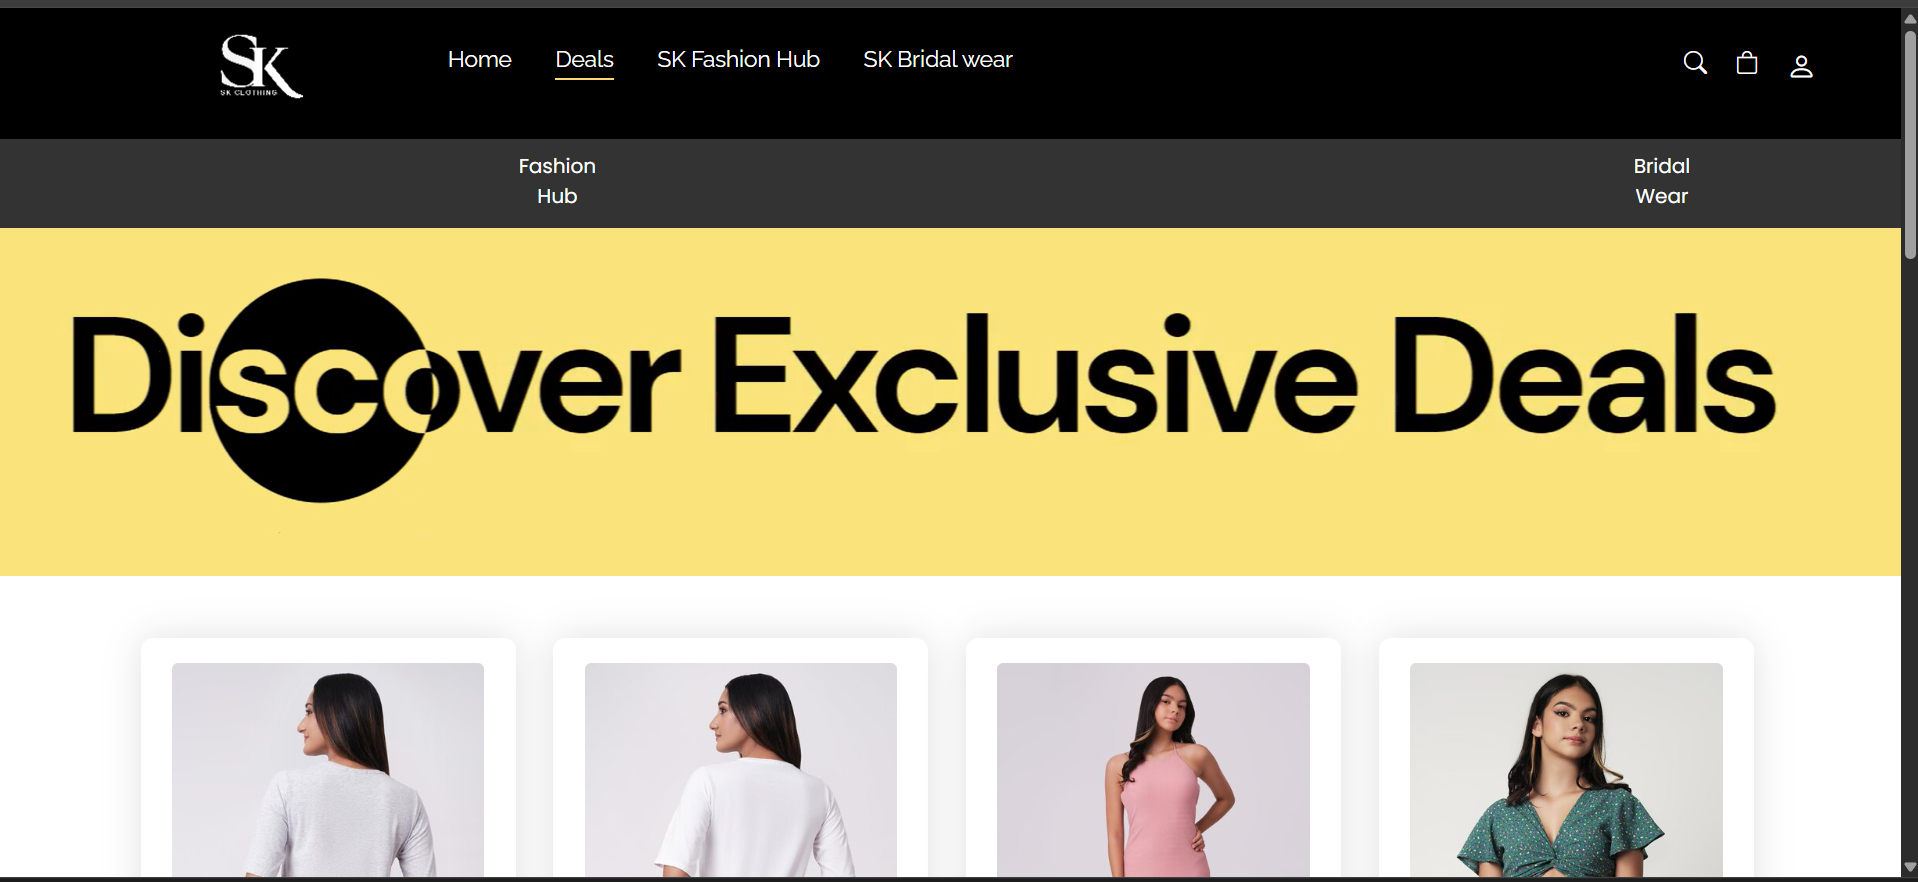 SK
SK CLOTHING
Home
Deals
SK Fashion Hub
SK Bridal wear
Fashion
Hub
Bridal
Wear
Discover Exclusive Deals